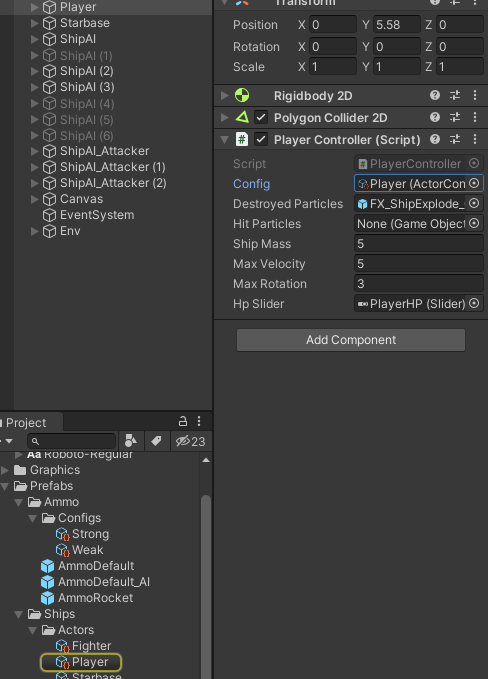 Player
Starbase
ShipAI
ShipAI (1)
ShipAI (2)
ShipAI (3)
ShipAI (4)
ShipAI (5)
ShipAI (6)
ShipAI_Attacker
ShipAI_Attacker (1)
ShipAI_Attacker (2)
Canvas
EventSystem
Env
Transform
Position X 0 Y 5.58 Z 0
Rotation X 0 Y 0 Z 0
Scale X 1 Y 1 Z 1
Rigidbody 2D
Polygon Collider 2D
Player Controller (Script)
Script PlayerController
Config Player (ActorCon
Destroyed Particles FX_ShipExplode_
Hit Particles None (Game Object
Ship Mass 5
Max Velocity 5
Max Rotation 3
Hp Slider PlayerHP (Slider)
Add Component
Project
23
Aa Roboto-Regular
Graphics
Prefabs
Ammo
Configs
Strong
Weak
AmmoDefault
AmmoDefault_AI
AmmoRocket
Ships
Actors
Fighter
Player
Starbase